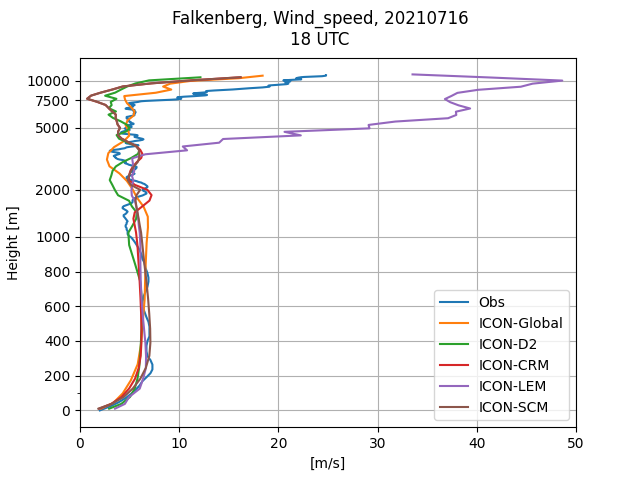 Falkenberg, Wind_speed, 20210716
18 UTC
10000
7500
5000
2000
1000
800
600
400
200
0
Height [m]
0 10 20 30 40 50
[m/s]
Obs
ICON-Global
ICON-D2
ICON-CRM
ICON-LEM
ICON-SCM